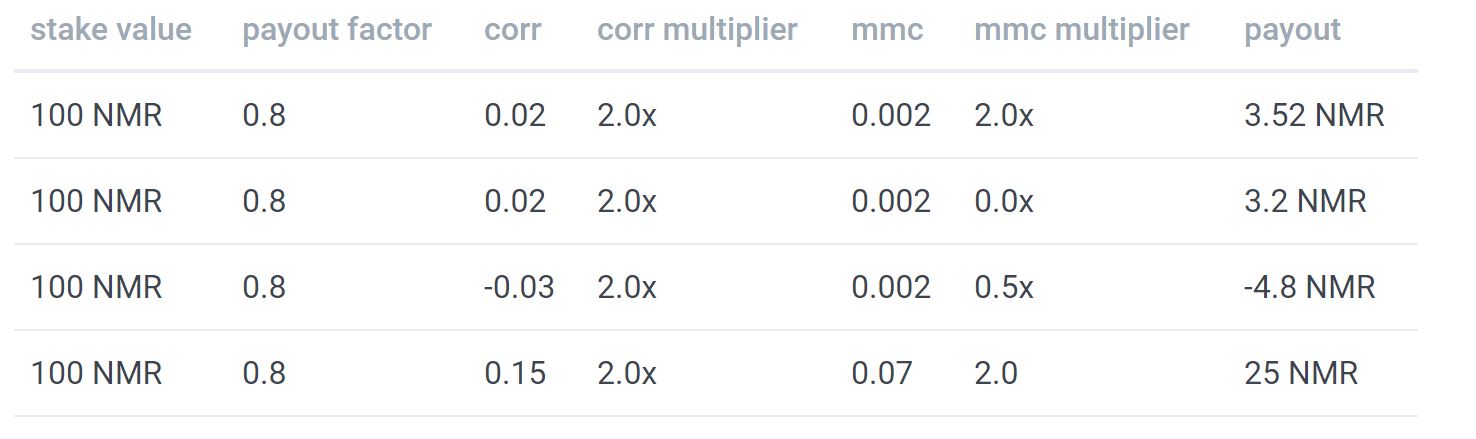 stake value payout factor corr corr multiplier mmc mmc multiplier payout
100 NMR 0.8 0.02 2.0x 0.002 2.0x 3.52 NMR
100 NMR 0.8 0.02 2.0x 0.002 0.0x 3.2 NMR
100 NMR 0.8 -0.03 2.0x 0.002 0.5x -4.8 NMR
100 NMR 0.8 0.15 2.0x 0.07 2.0 25 NMR